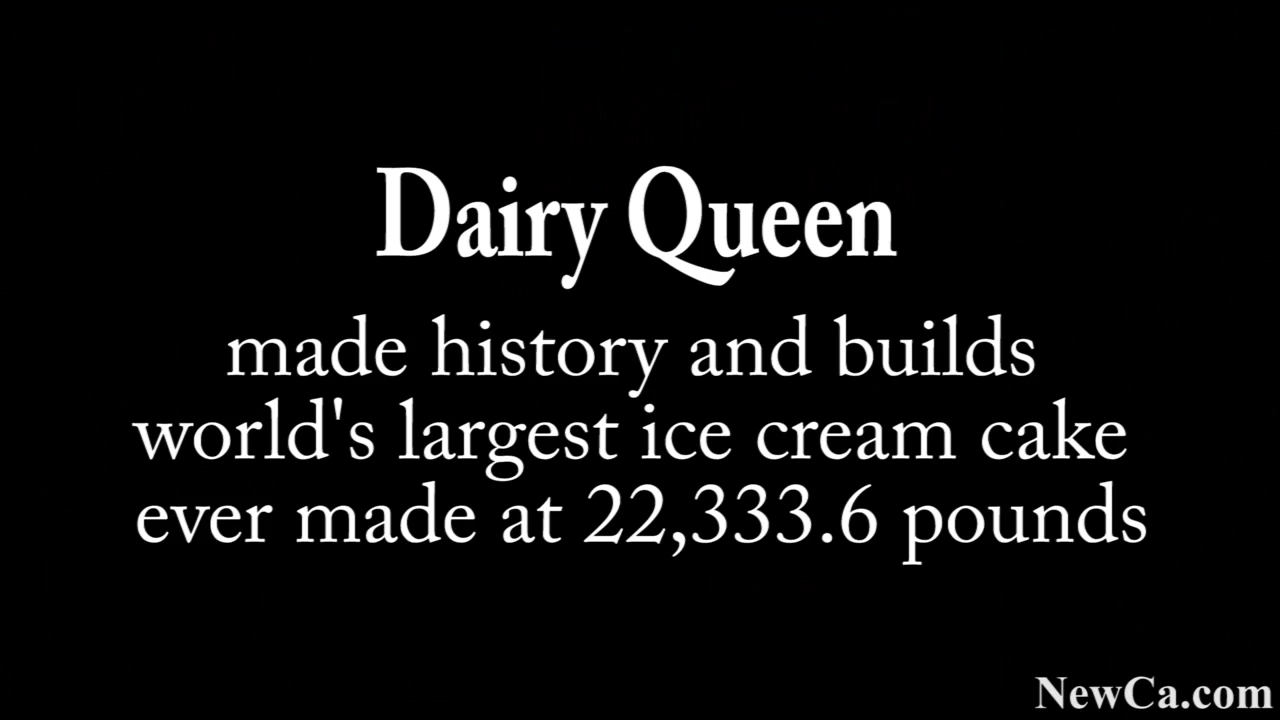 Dairy Queen
made history and builds
world's largest ice cream cake
ever made at 22,333.6 pounds
NewCa.com